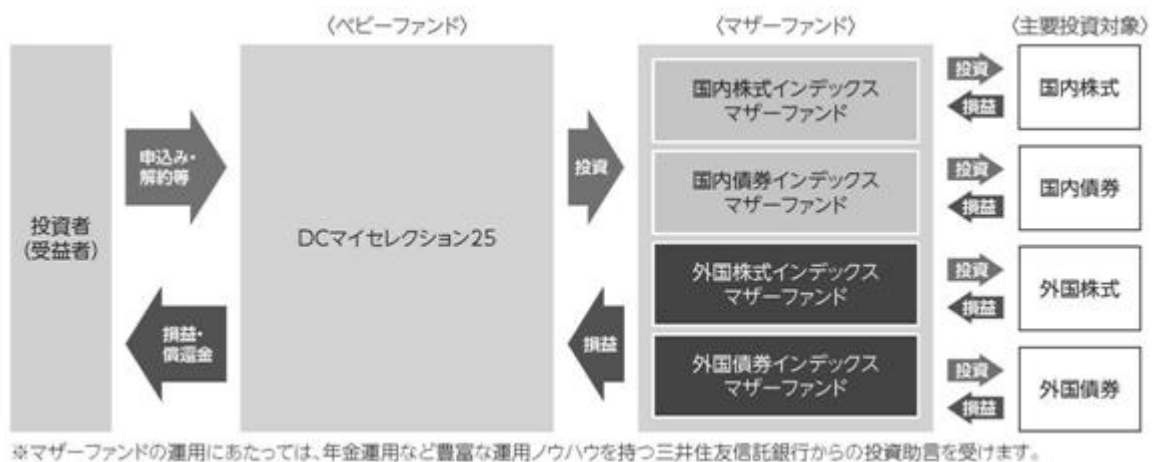 〈ベビーファンド〉
〈マザーファンド〉
〈主要投資対象〉
投資者
(受益者)
申込み・
解約等
損益・
償還金
DCマイセレクション25
投資
損益
国内株式インデックス
マザーファンド
投資
損益
国内株式
国内債券インデックス
マザーファンド
投資
損益
国内債券
外国株式インデックス
マザーファンド
投資
損益
外国株式
外国債券インデックス
マザーファンド
投資
損益
外国債券
※マザーファンドの運用にあたっては、年金運用など豊富な運用ノウハウを持つ三井住友信託銀行からの投資助言を受けます。